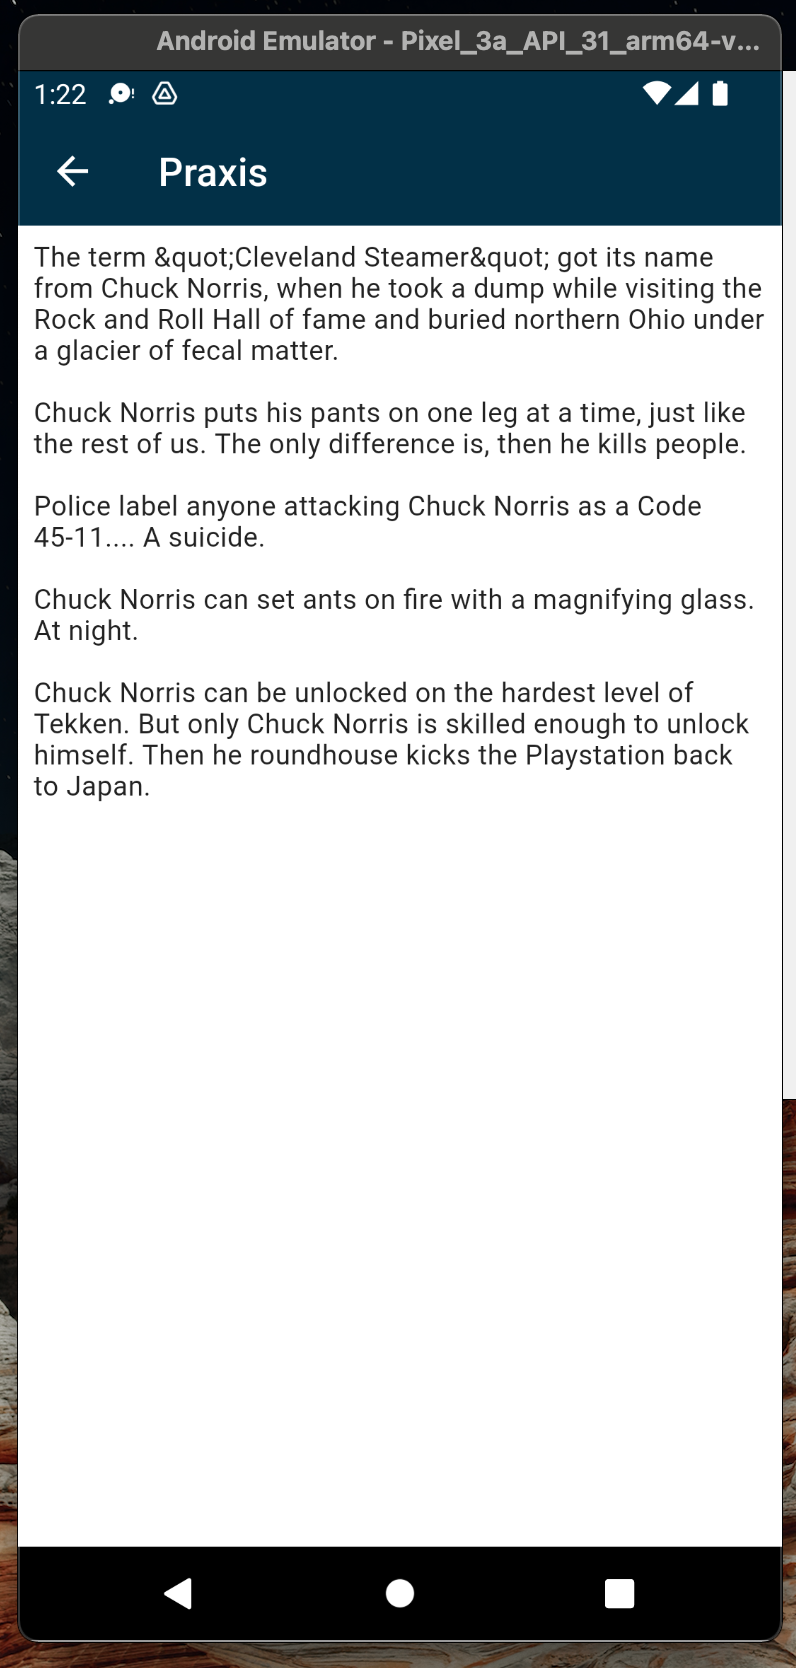 Android Emulator - Pixel_3a_API_31_arm64-v...
1:22
Praxis
The term &quot;Cleveland Steamer&quot; got its name
from Chuck Norris, when he took a dump while visiting the
Rock and Roll Hall of fame and buried northern Ohio under
a glacier of fecal matter.
Chuck Norris puts his pants on one leg at a time, just like
the rest of us. The only difference is, then he kills people.
Police label anyone attacking Chuck Norris as a Code
45-11.... A suicide.
Chuck Norris can set ants on fire with a magnifying glass.
At night.
Chuck Norris can be unlocked on the hardest level of
Tekken. But only Chuck Norris is skilled enough to unlock
himself. Then he roundhouse kicks the Playstation back
to Japan.